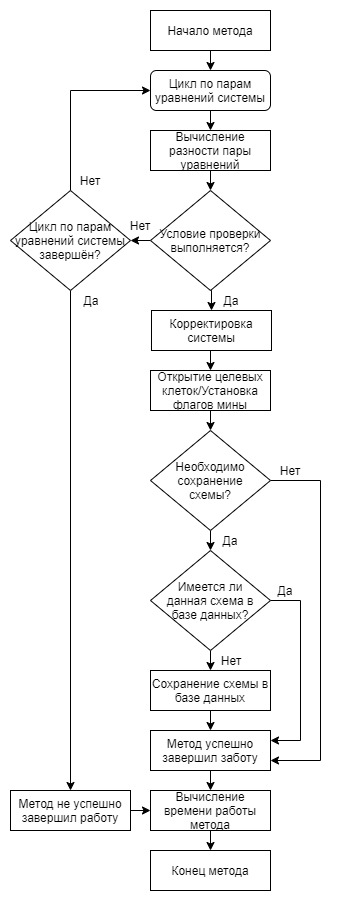 Начало метода
Цикл по парам
уравнений системы
Вычисление
разности пары
уравнений
Нет
Цикл по парам
уравнений системы
завершён?
Нет
Условие проверки
выполняется?
Да
Да
Корректировка
системы
Открытие целевых
клеток/Установка
флагов мины
Необходимо
сохранение
схемы?
Нет
Да
Имеется ли
данная схема в
базе данных?
Да
Нет
Сохранение схемы в
базе данных
Метод успешно
завершил заботу
Метод не успешно
завершил работу
Вычисление
времени работы
метода
Конец метода